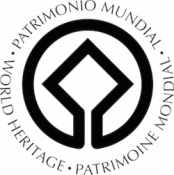 • PATRIMONIO MUNDIAL •
WORLD HERITAGE •
PATRIMOINE MONDIAL